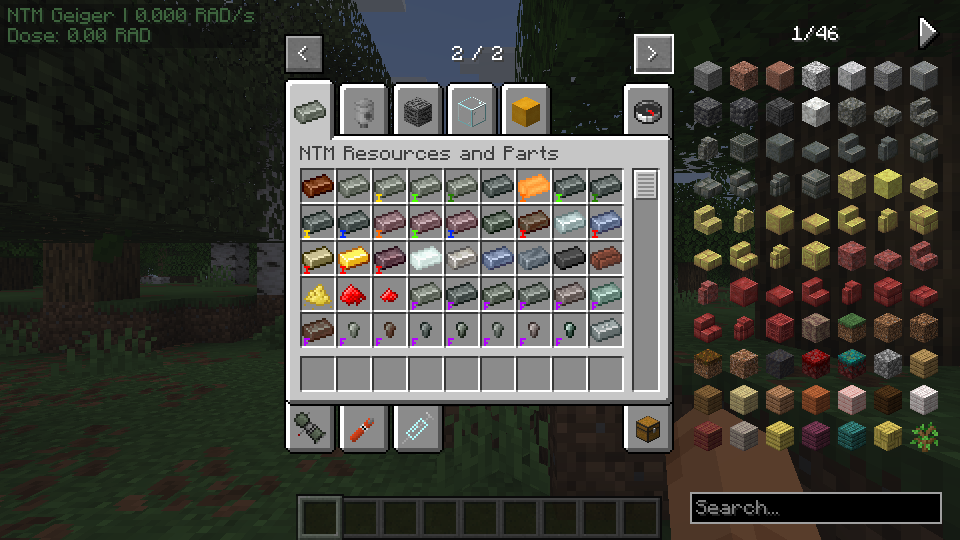 NTM Geiger | 0.000 RAD/s
Dose: 0.00 RAD
<
2 / 2
>
1/46
NTM Resources and Parts
Search...